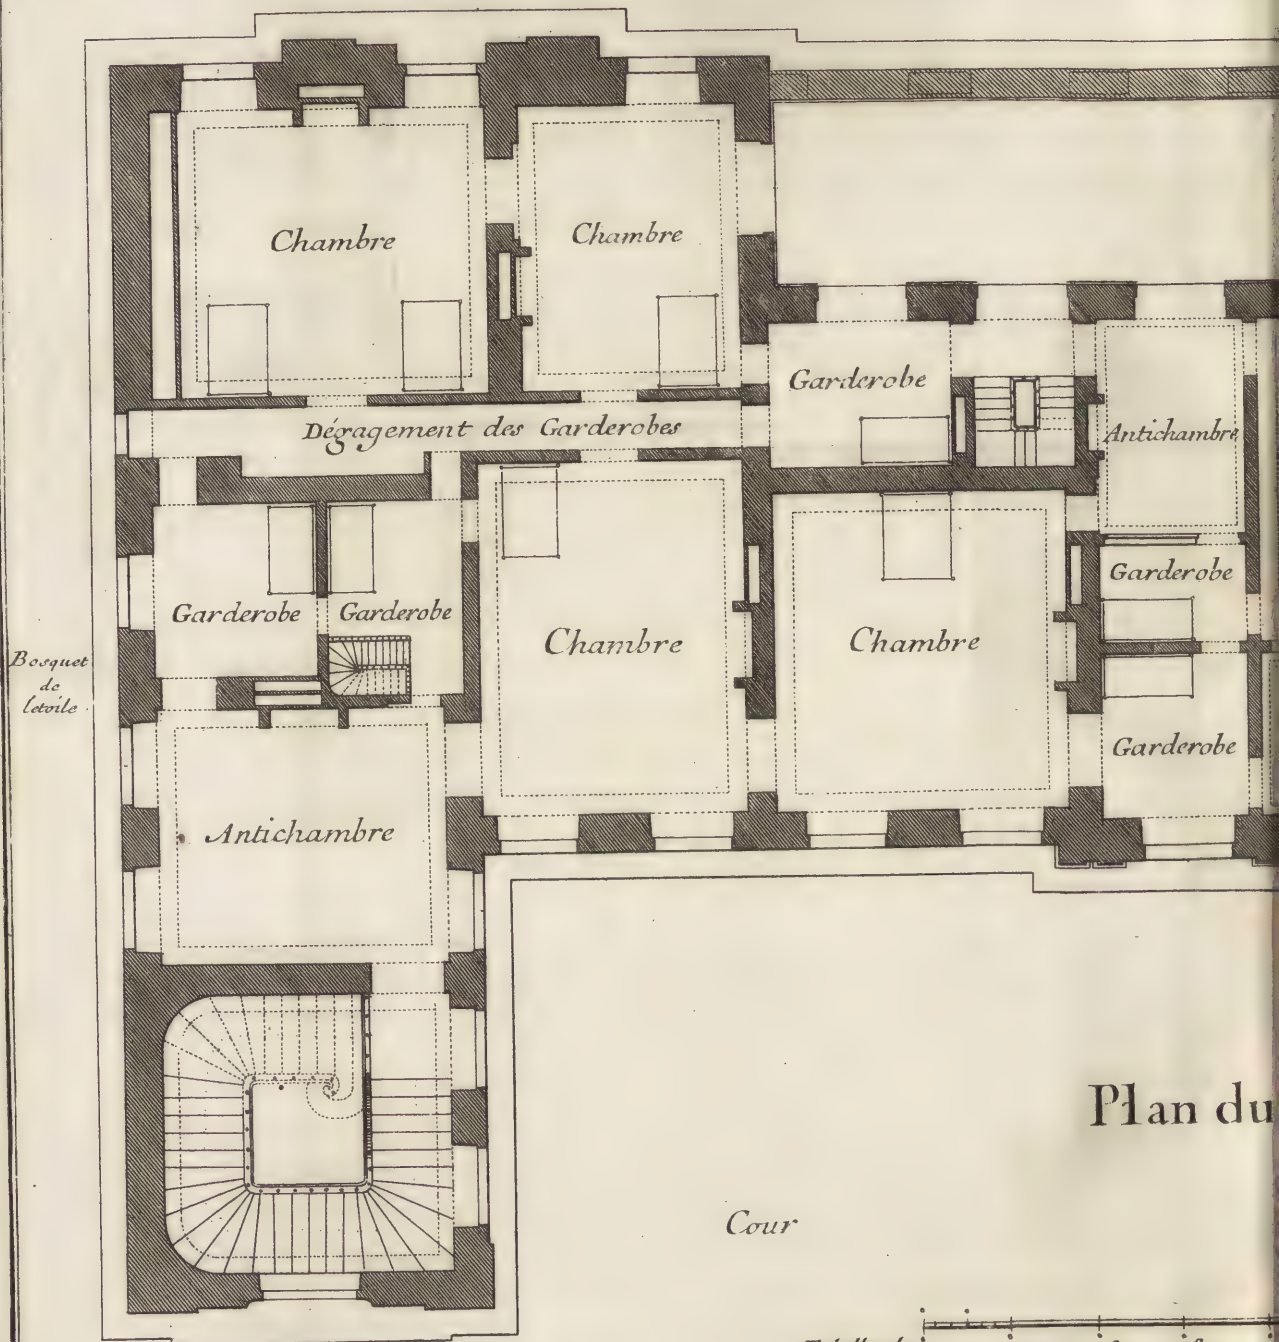 Chambre
Chambre
Garderobe
Dégagement des Garderobes
Antichambre
Garderobe
Garderobe
Garderobe
Chambre
Chambre
Bosquet
de
letoile
Garderobe
Antichambre
Plan du
Cour